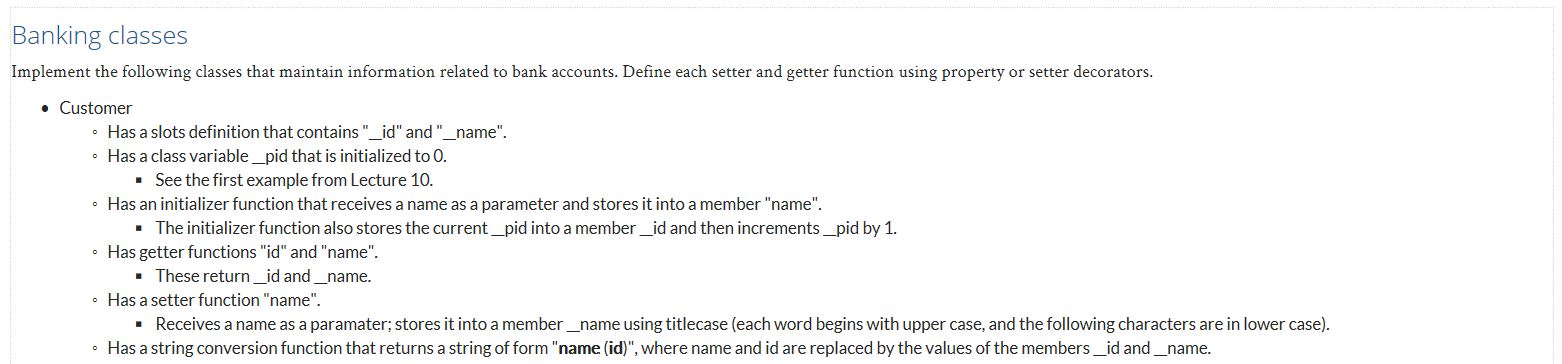 Banking classes
Implement the following classes that maintain information related to bank accounts. Define each setter and getter function using property or setter decorators.
• Customer
◦ Has a slots definition that contains "__id" and "__name".
◦ Has a class variable __pid that is initialized to 0.
▪ See the first example from Lecture 10.
◦ Has an initializer function that receives a name as a parameter and stores it into a member "name".
▪ The initializer function also stores the current __pid into a member __id and then increments __pid by 1.
◦ Has getter functions "id" and "name".
▪ These return __id and __name.
◦ Has a setter function "name".
▪ Receives a name as a paramater; stores it into a member __name using titlecase (each word begins with upper case, and the following characters are in lower case).
◦ Has a string conversion function that returns a string of form "name (id)", where name and id are replaced by the values of the members __id and __name.